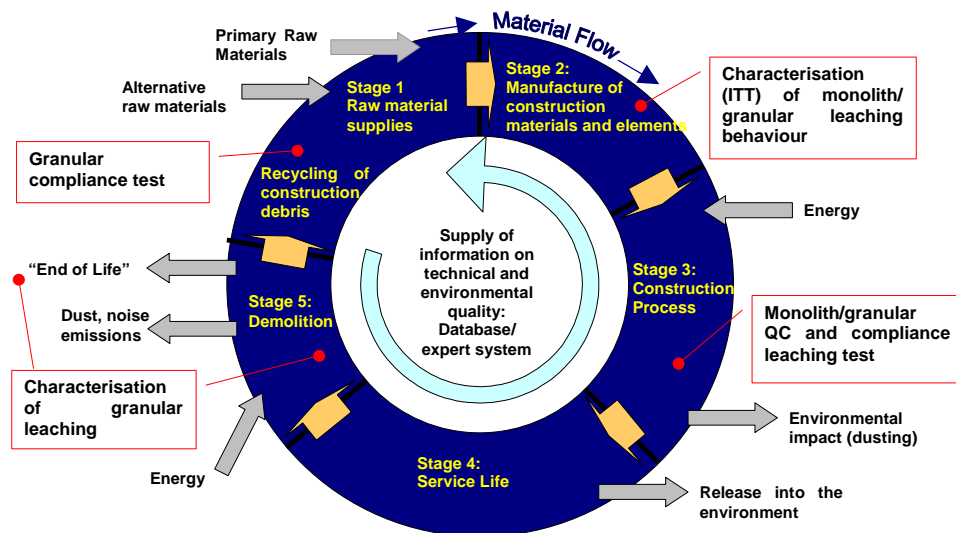 Material Flow
Primary Raw
Materials
Alternative
raw materials
Stage 1
Raw material
supplies
Stage 2:
Manufacture of
construction
materials and elements
Characterisation
(ITT) of monolith/
granular leaching
behaviour
Granular
compliance test
Recycling of
construction
debris
Energy
Supply of
information on
technical and
environmental
quality:
Database/
expert system
Stage 3:
Construction
Process
“End of Life”
Dust, noise
emissions
Stage 5:
Demolition
Monolith/granular
QC and compliance
leaching test
Characterisation
of granular
leaching
Environmental
impact (dusting)
Energy
Stage 4:
Service Life
Release into the
environment